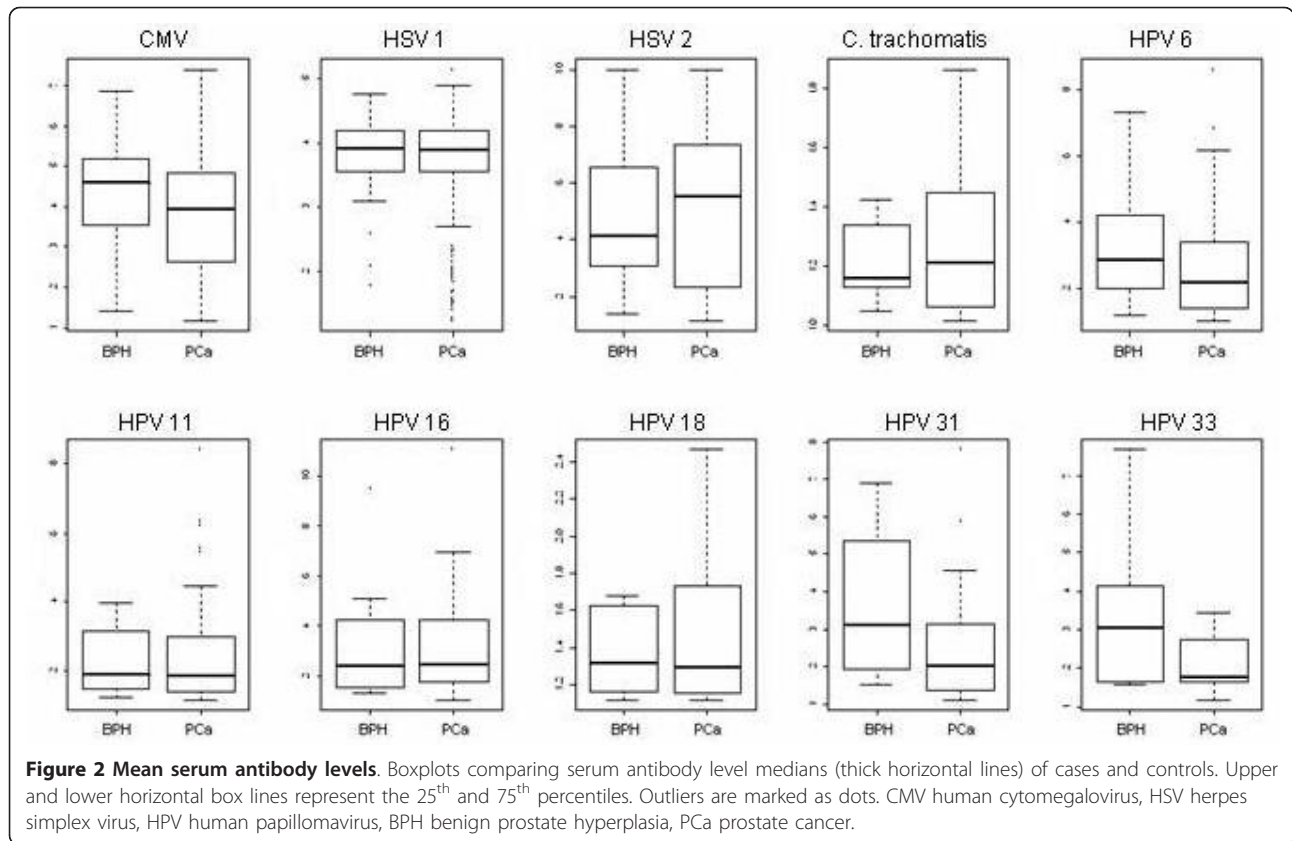 CMV HSV 1 HSV 2 C. trachomatis HPV 6
BPH PCa BPH PCa BPH PCa BPH PCa BPH PCa
HPV 11 HPV 16 HPV 18 HPV 31 HPV 33
BPH PCa BPH PCa BPH PCa BPH PCa BPH PCa
Figure 2 Mean serum antibody levels. Boxplots comparing serum antibody level medians (thick horizontal lines) of cases and controls. Upper
and lower horizontal box lines represent the 25th and 75th percentiles. Outliers are marked as dots. CMV human cytomegalovirus, HSV herpes
simplex virus, HPV human papillomavirus, BPH benign prostate hyperplasia, PCa prostate cancer.